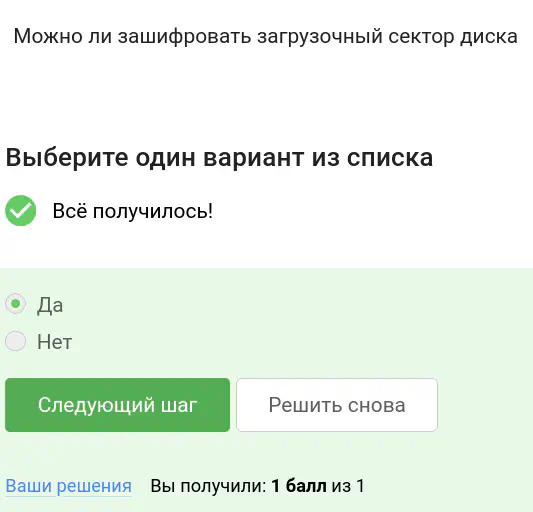 Можно ли зашифровать загрузочный сектор диска
Выберите один вариант из списка
Всё получилось!
Да
Нет
Следующий шаг Решить снова
Ваши решения Вы получили: 1 балл из 1